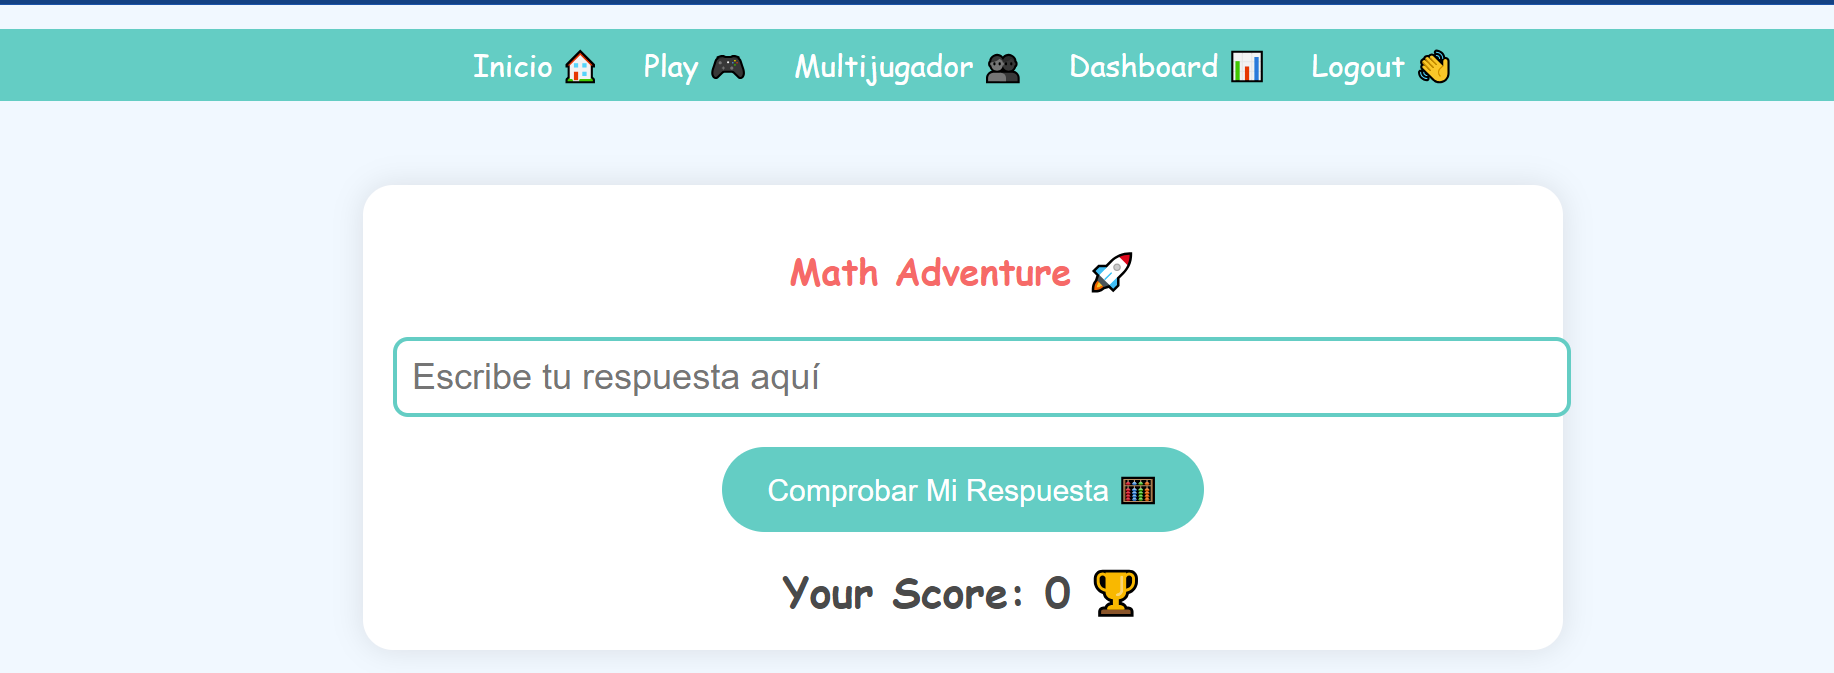 Inicio 🏠 Play 🎮 Multijugador 👥 Dashboard 📊 Logout 👋
Math Adventure 🚀
Escribe tu respuesta aquí
Comprobar Mi Respuesta 🧮
Your Score: 0 🏆